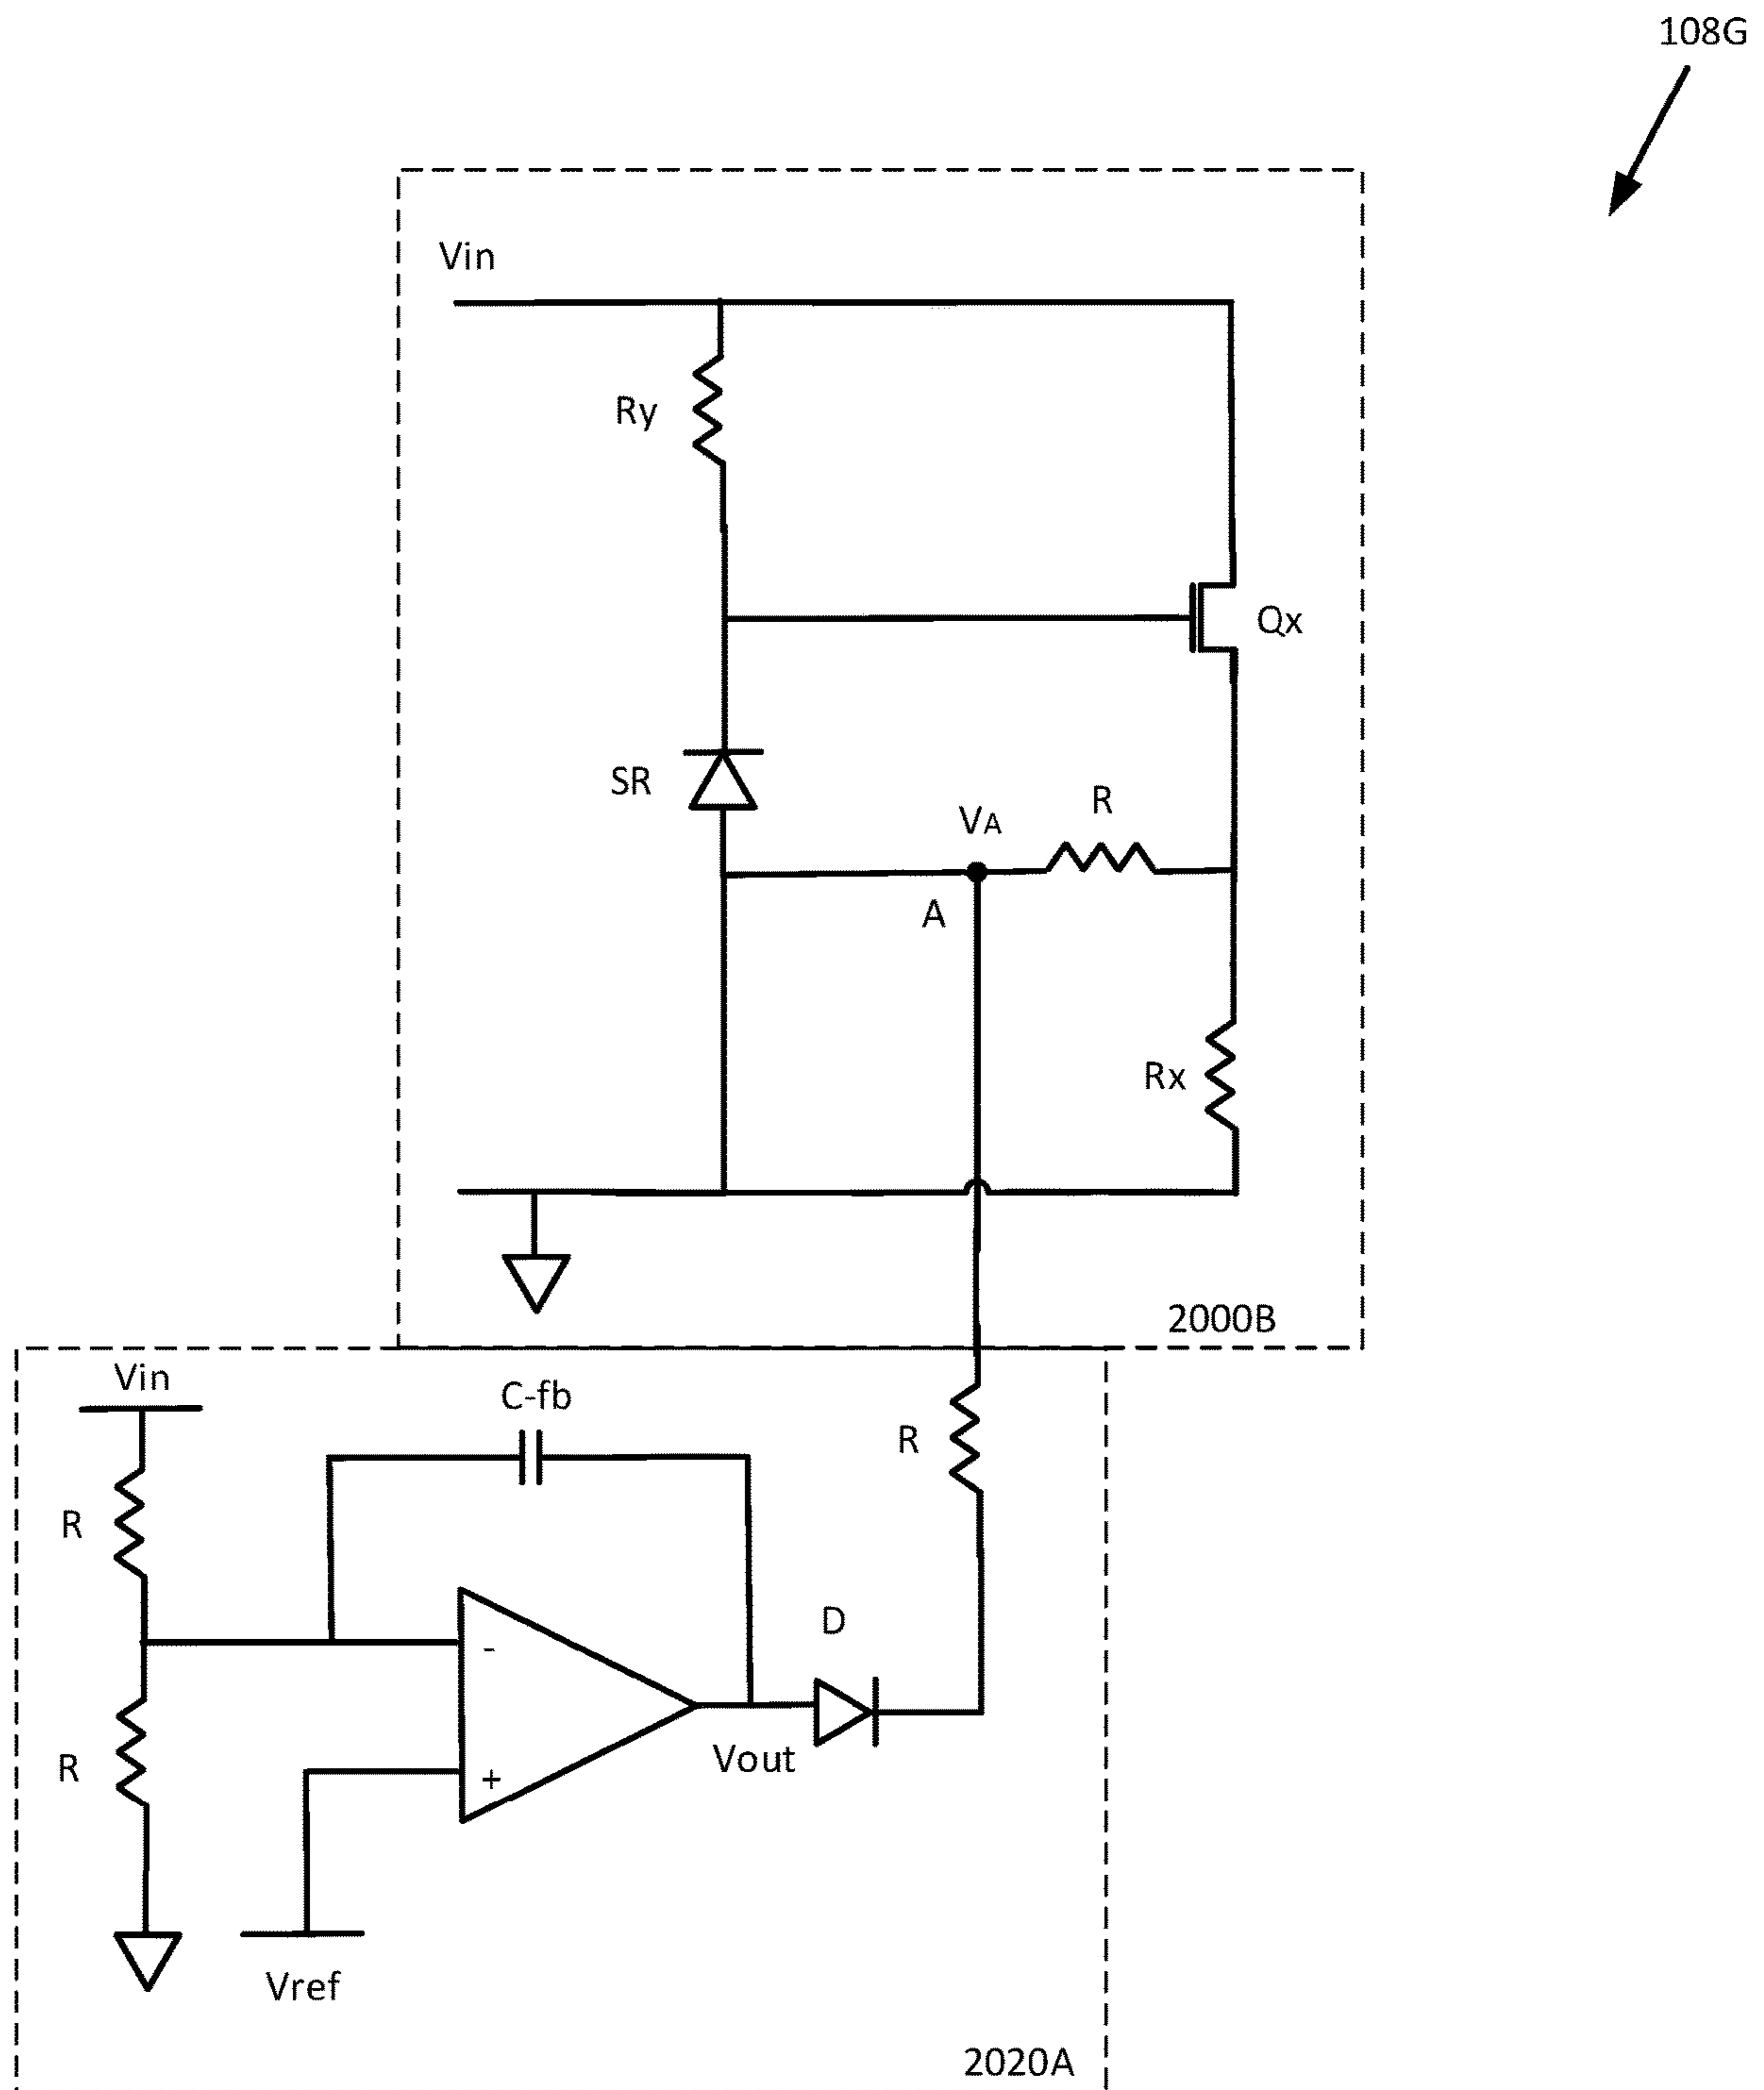 108G
Vin
Ry
Qx
SR
VA
R
A
Rx
2000B
Vin
C-fb
R
R
D
-
R
Vout
+
Vref
2020A